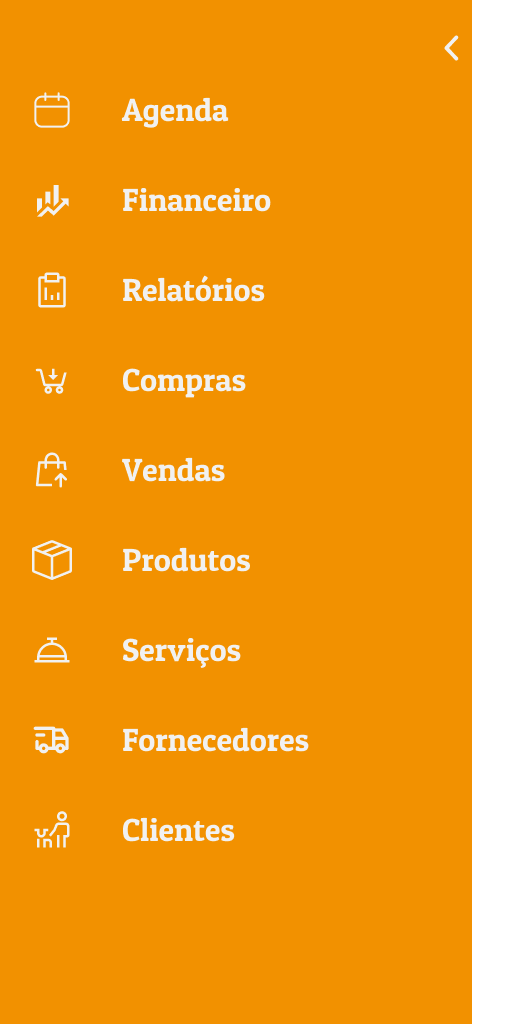 Agenda
Financeiro
Relatórios
Compras
Vendas
Produtos
Serviços
Fornecedores
Clientes